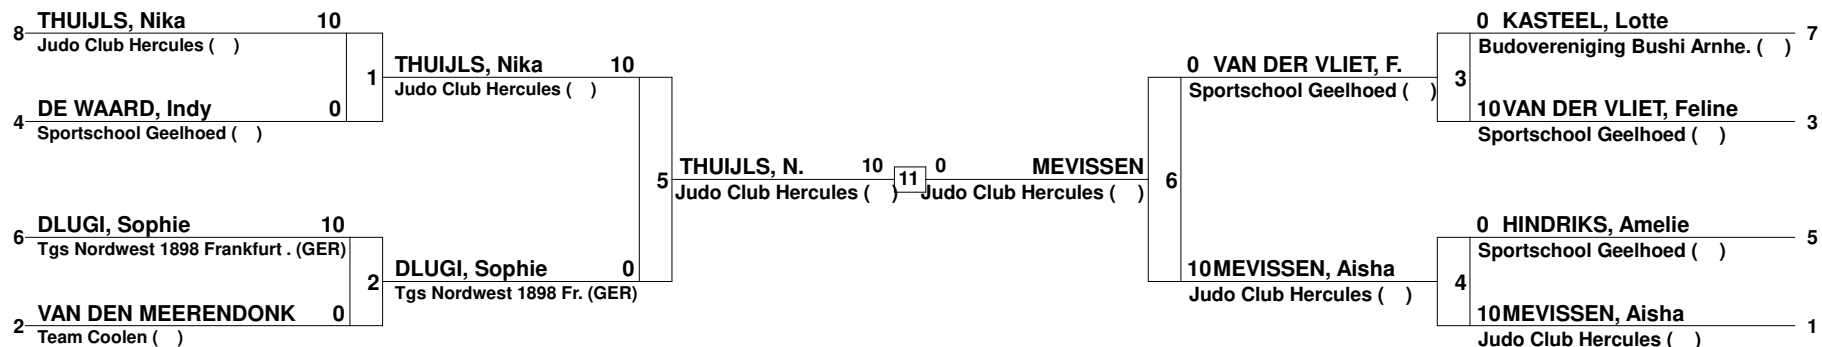 THUIJLS, Nika 10
8
Judo Club Hercules ( )
1
DE WAARD, Indy 0
4
Sportschool Geelhoed ( )
THUIJLS, Nika 10
Judo Club Hercules ( )
DLUGI, Sophie 10
6
Tgs Nordwest 1898 Frankfurt . (GER)
2
VAN DEN MEERENDONK 0
2
Team Coolen ( )
DLUGI, Sophie 0
Tgs Nordwest 1898 Fr. (GER)
5
THUIJLS, N. 10
Judo Club Hercules ( )
11
0 MEVISSEN
Judo Club Hercules ( )
6
0 VAN DER VLIET, F.
Sportschool Geelhoed ( )
10 MEVISSEN, Aisha
Judo Club Hercules ( )
0 KASTEEL, Lotte
7
Budovereniging Bushi Arnhe. ( )
3
10 VAN DER VLIET, Feline
3
Sportschool Geelhoed ( )
0 HINDRIKS, Amelie
5
Sportschool Geelhoed ( )
4
10 MEVISSEN, Aisha
1
Judo Club Hercules ( )